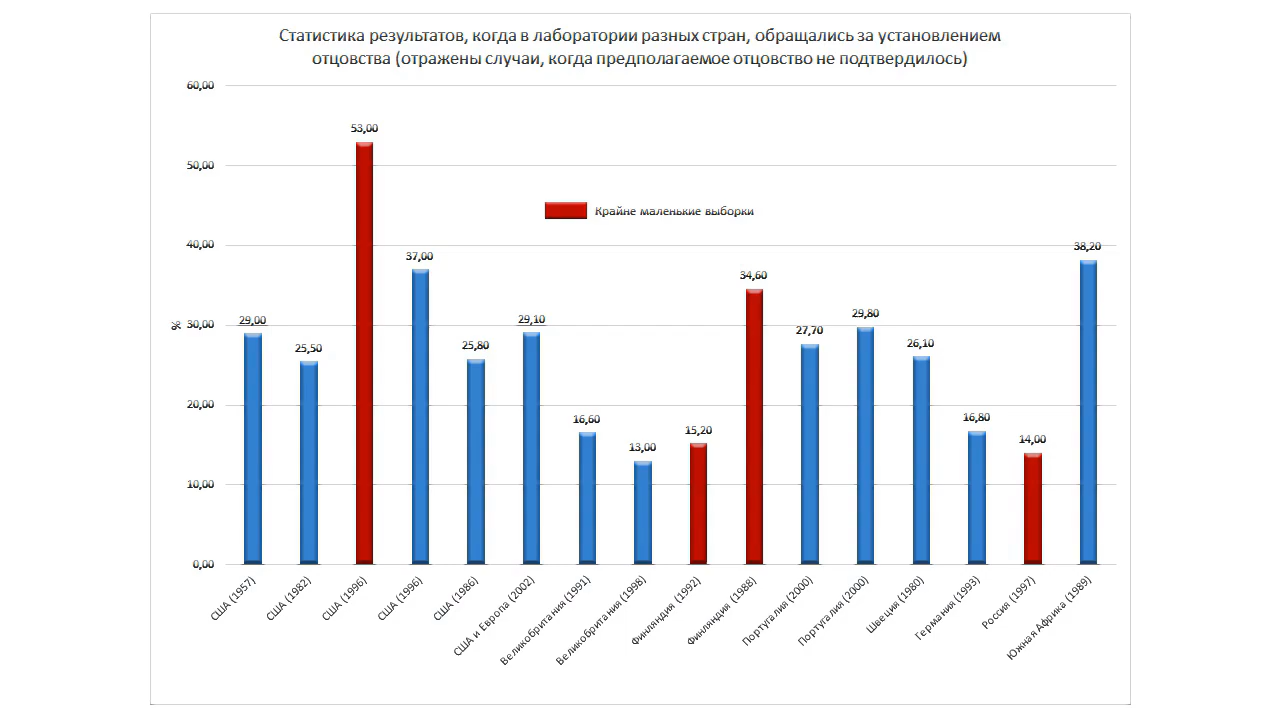 Статистика результатов, когда в лаборатории разных стран, обращались за установлением
отцовства (отражены случаи, когда предполагаемое отцовство не подтвердилось)
60,00
50,00
40,00
30,00
20,00
10,00
0,00
%
Крайне маленькие выборки
29,00
25,50
53,00
37,00
25,80
29,10
16,60
13,00
15,20
34,60
27,70
29,80
26,10
16,80
14,00
38,20
США (1957)
США (1982)
США (1996)
США (1996)
США (1986)
США и Европа (2002)
Великобритания (1991)
Великобритания (1998)
Финляндия (1992)
Финляндия (1988)
Португалия (2000)
Португалия (2000)
Швеция (1980)
Германия (1993)
Россия (1997)
Южная Африка (1989)